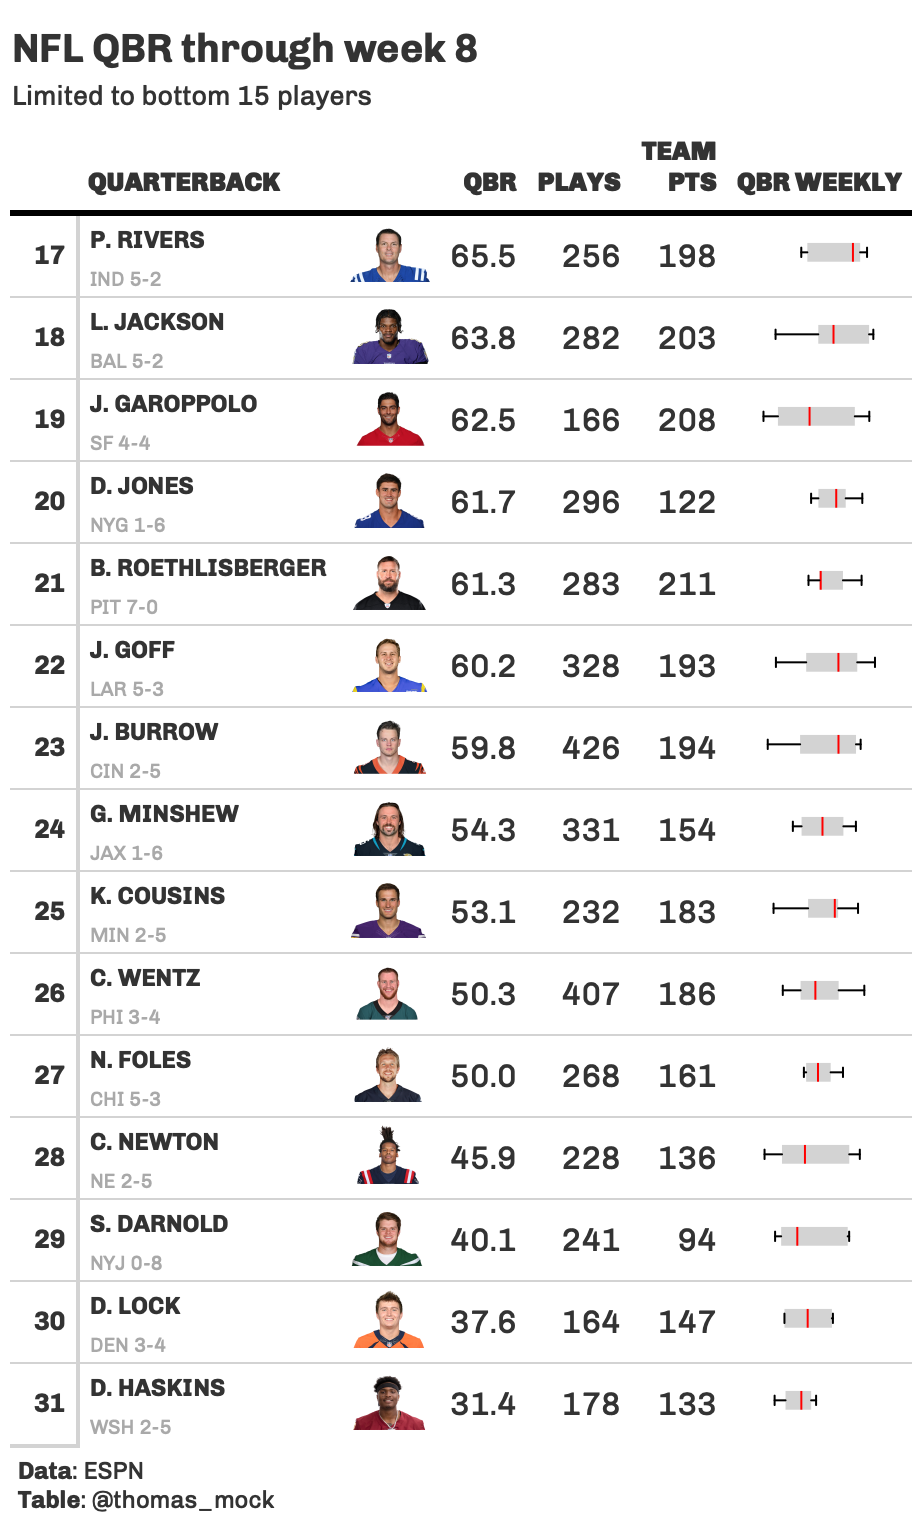 NFL QBR through week 8
Limited to bottom 15 players
QUARTERBACK QBR PLAYS TEAM PTS QBR WEEKLY
17 P. RIVERS 65.5 256 198
IND 5-2
18 L. JACKSON 63.8 282 203
BAL 5-2
19 J. GAROPPOLO 62.5 166 208
SF 4-4
20 D. JONES 61.7 296 122
NYG 1-6
21 B. ROETHLISBERGER 61.3 283 211
PIT 7-0
22 J. GOFF 60.2 328 193
LAR 5-3
23 J. BURROW 59.8 426 194
CIN 2-5
24 G. MINSHEW 54.3 331 154
JAX 1-6
25 K. COUSINS 53.1 232 183
MIN 2-5
26 C. WENTZ 50.3 407 186
PHI 3-4
27 N. FOLES 50.0 268 161
CHI 5-3
28 C. NEWTON 45.9 228 136
NE 2-5
29 S. DARNOLD 40.1 241 94
NYJ 0-8
30 D. LOCK 37.6 164 147
DEN 3-4
31 D. HASKINS 31.4 178 133
WSH 2-5
Data: ESPN
Table: @thomas_mock